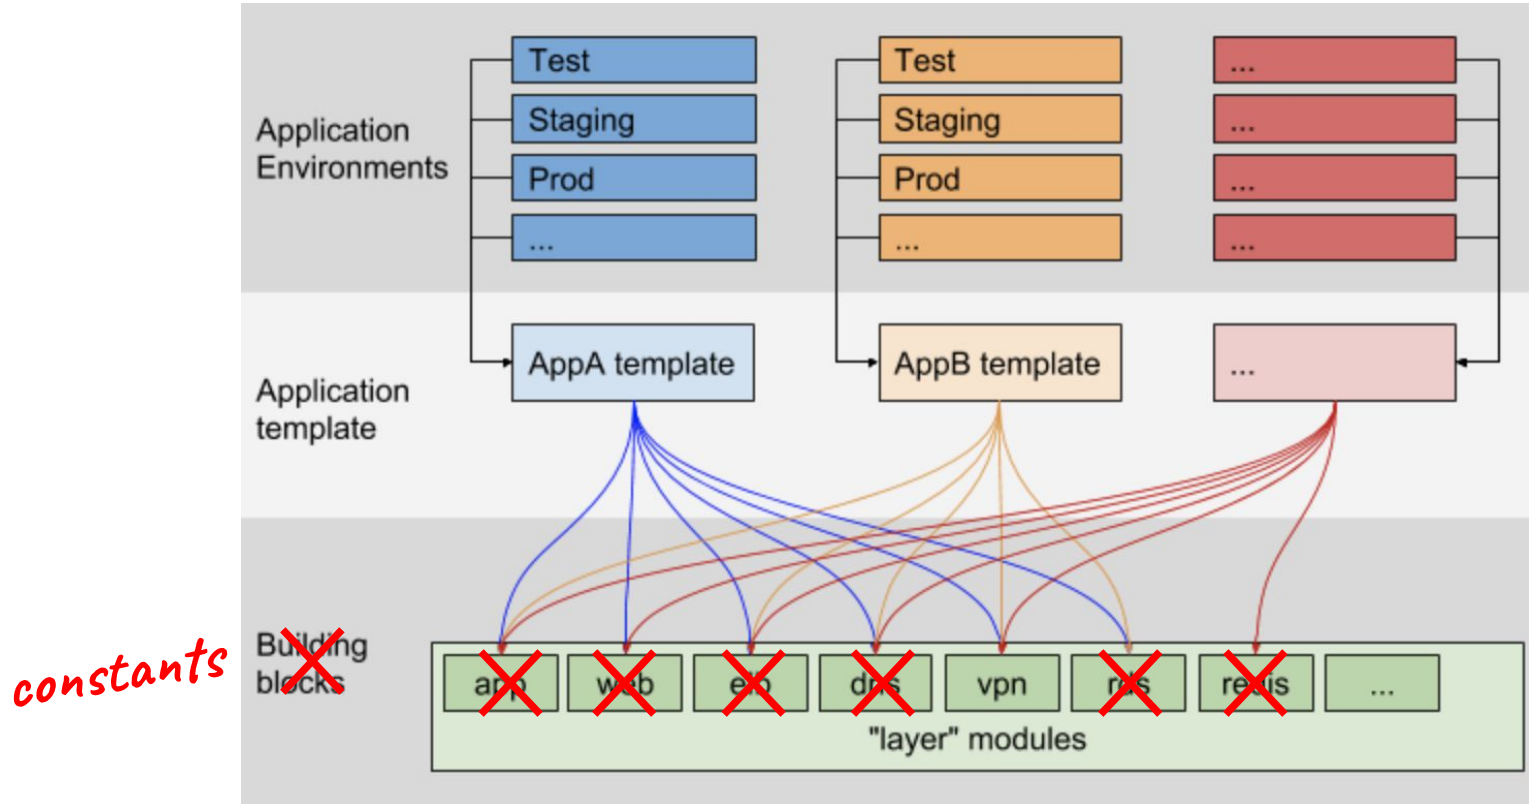 Test
Staging
Prod
...
Test
Staging
Prod
...
...
...
...
...
Application
Environments
AppA template
AppB template
...
Application
template
constants
Building
blocks
app
web
elb
dns
vpn
rds
redis
...
"layer" modules